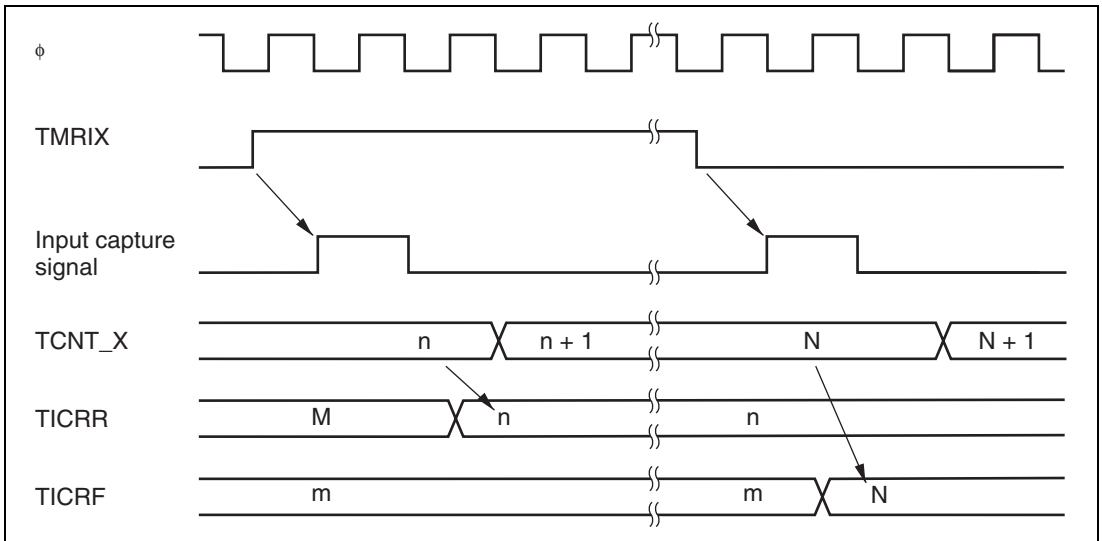 ϕ
TMRIX
Input capture
signal
TCNT_X n n + 1 N N + 1
TICRR M n n
TICRF m m N